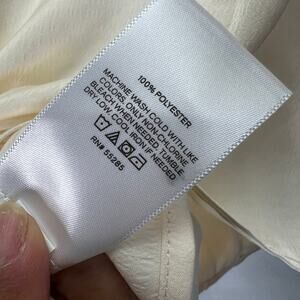 100% POLYESTER
MACHINE WASH COLD WITH LIKE
COLORS, ONLY NON-CHLORINE
BLEACH WHEN NEEDED, TUMBLE
DRY LOW, COOL IRON IF NEEDED
RN# 55285